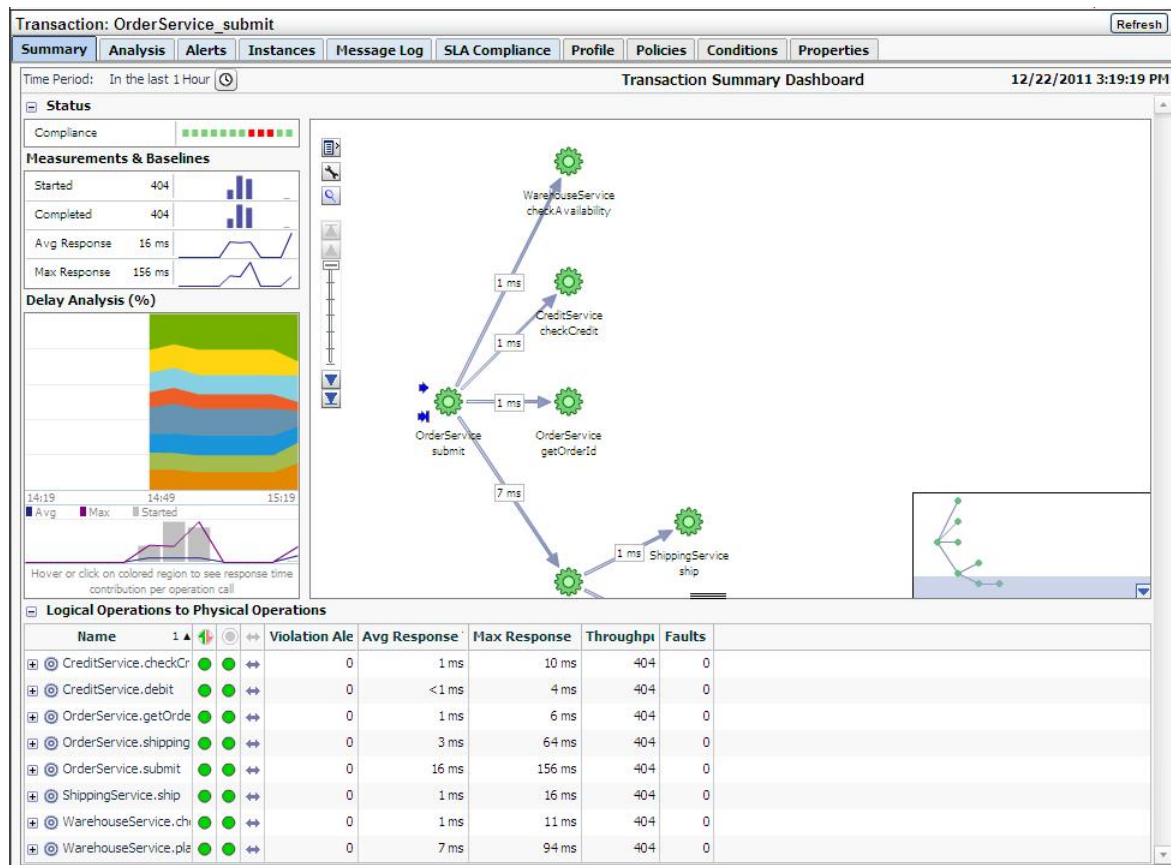 Transaction: OrderService_submit
Refresh
Summary Analysis Alerts Instances Message Log SLA Compliance Profile Policies Conditions Properties
Time Period: In the last 1 Hour Transaction Summary Dashboard 12/22/2011 3:19:19 PM
Status
Compliance
Measurements & Baselines
Started 404
Completed 404
Avg Response 16 ms
Max Response 156 ms
Delay Analysis (%)
14:19 14:49 15:19
Avg Max Started
Hover or click on colored region to see response time
contribution per operation call
WarehouseService
checkAvailability
1 ms
CreditService
checkCredit
1 ms
1 ms
OrderService
submit
OrderService
getOrderId
7 ms
1 ms
ShippingService
ship
Logical Operations to Physical Operations
Name 1 Violation Ale Avg Response Max Response Throughpu Faults
CreditService.checkCr 0 1 ms 10 ms 404 0
CreditService.debit 0 <1 ms 4 ms 404 0
OrderService.getOrde 0 1 ms 6 ms 404 0
OrderService.shipping 0 3 ms 64 ms 404 0
OrderService.submit 0 16 ms 156 ms 404 0
ShippingService.ship 0 1 ms 16 ms 404 0
WarehouseService.che 0 1 ms 11 ms 404 0
WarehouseService.pla 0 7 ms 94 ms 404 0